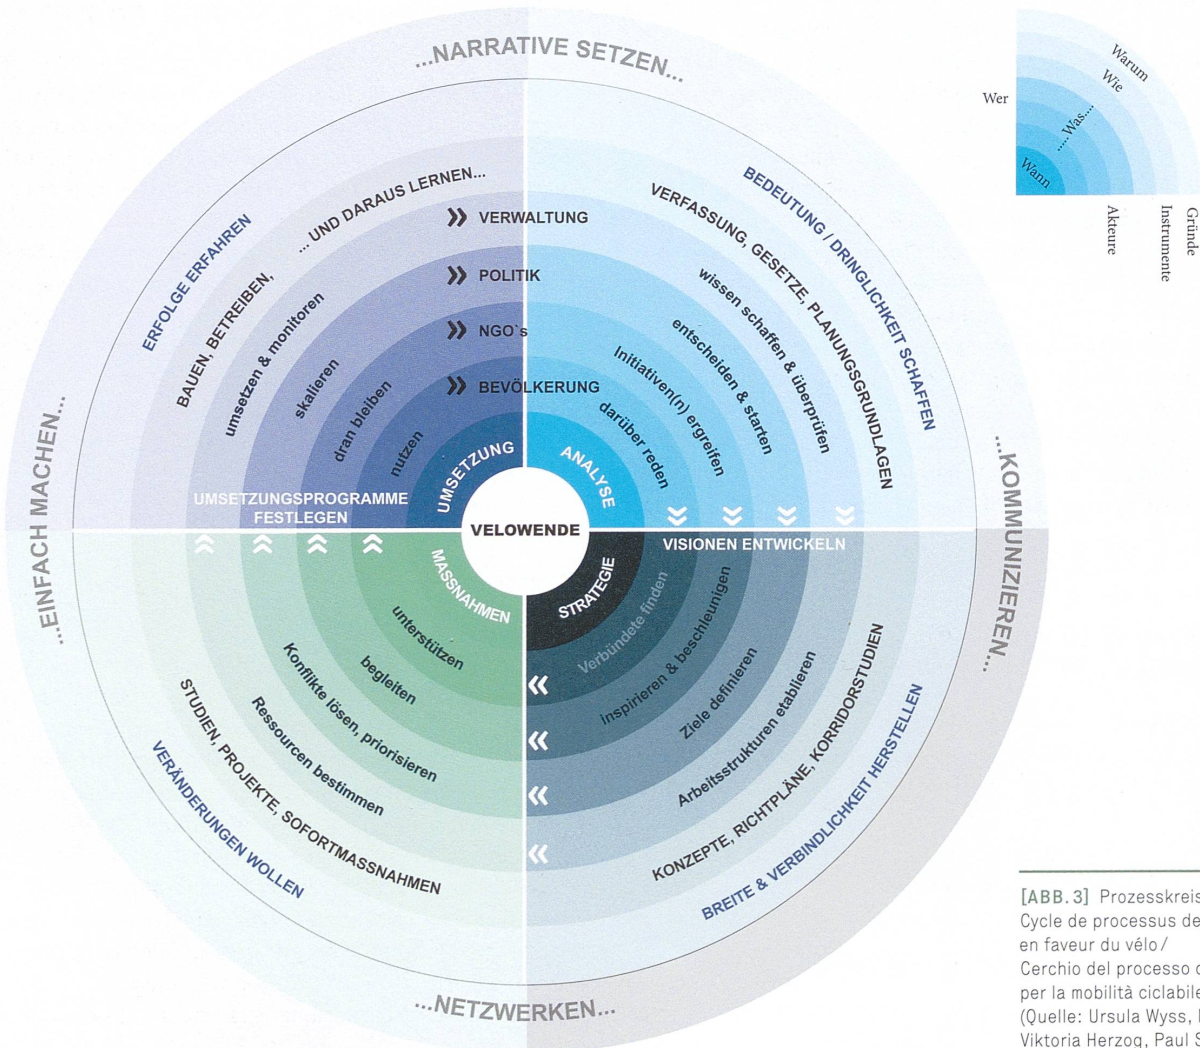 ...NARRATIVE SETZEN...
...KOMMUNIZIEREN...
...NETZWERKEN...
...EINFACH MACHEN...
ERFOLGE ERFAHREN
BAUEN, BETREIBEN,
... UND DARAUS LERNEN...
umsetzen & monitoren
skalieren
dran bleiben
nutzen
UMSETZUNG
VERWALTUNG
POLITIK
NGO`s
BEVÖLKERUNG
BEDEUTUNG / DRINGLICHKEIT SCHAFFEN
VERFASSUNG, GESETZE, PLANUNGSGRUNDLAGEN
wissen schaffen & überprüfen
entscheiden & starten
Initiativen(n) ergreifen
darüber reden
ANALYSE
VELOWENDE
VISIONEN ENTWICKELN
STRATEGIE
Verbündete finden
Inspirieren & beschleunigen
Ziele definieren
Arbeitsstrukturen etablieren
KONZEPTE, RICHTPLÄNE, KORRIDORSTUDIEN
BREITE & VERBINDLICHKEIT HERSTELLEN
MASSNAHMEN
unterstützen
begleiten
Konflikte lösen, priorisieren
Ressourcen bestimmen
STUDIEN, PROJEKTE, SOFORTMASSNAHMEN
VERÄNDERUNGEN WOLLEN
UMSETZUNGSPROGRAMME
FESTLEGEN
Wer
Warum
Wie
.....Was....
Wann
Akteure
Instrumente
Gründe
[ABB. 3] Prozesskreis
Cycle de processus de
en faveur du vélo /
Cerchio del processo
per la mobilità ciclabile
(Quelle: Ursula Wyss,
Viktoria Herzog, Paul